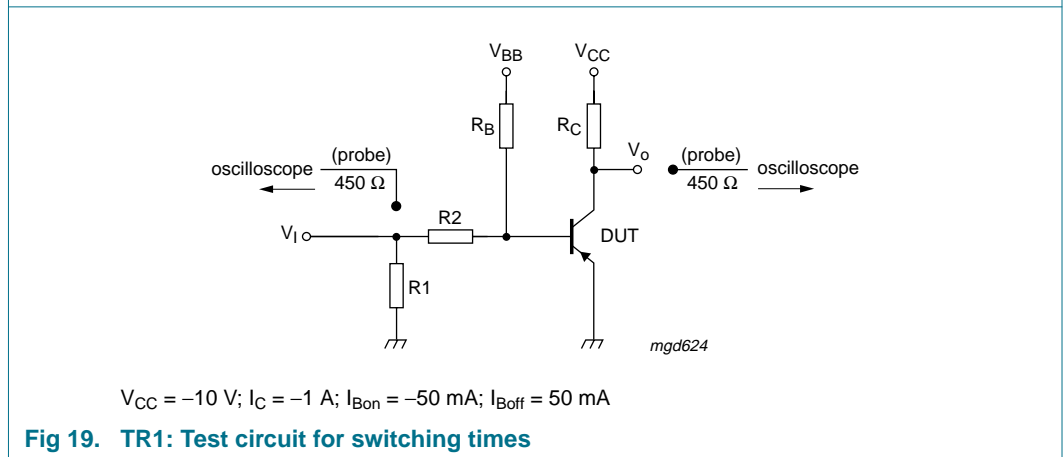 VBB
VCC
RB
RC
Vo
(probe)
oscilloscope
450 Ω
(probe)
oscilloscope
450 Ω
R2
VI
DUT
R1
mgd624
VCC = −10 V; IC = −1 A; IBon = −50 mA; IBoff = 50 mA
Fig 19. TR1: Test circuit for switching times